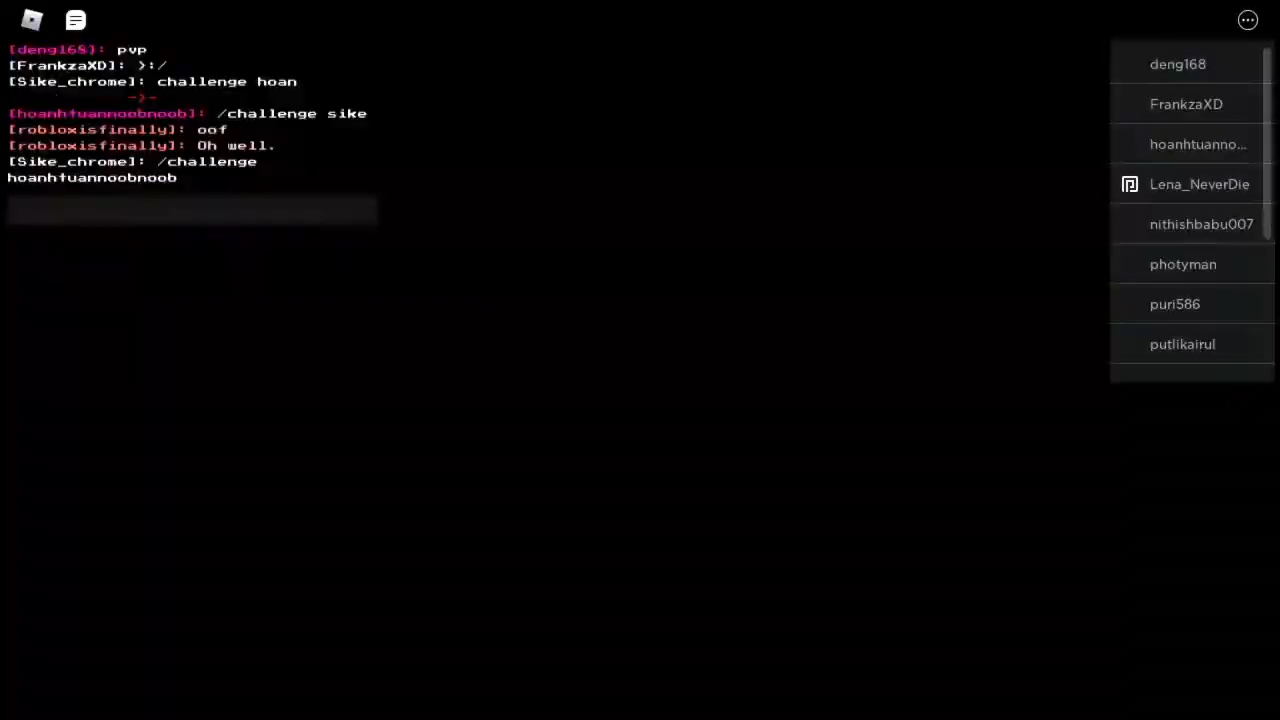 [deng168]: pvp
[FrankzaXD]: >:/
[Sike_chrome]: challenge hoan
->-
[hoanhtuannoobnoob]: /challenge sike
[robloxisfinally]: oof
[robloxisfinally]: Oh well.
[Sike_chrome]: /challenge
hoanhtuannoobnoob
deng168
FrankzaXD
hoanhtuanno...
Lena_NeverDie
nithishbabu007
photyman
puri586
putlikairul